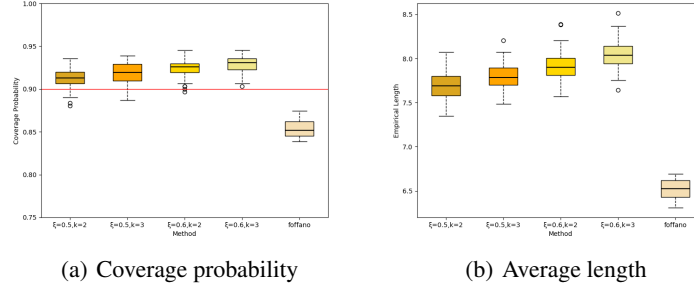 1.00
0.95
0.90
0.85
0.80
0.75
Coverage Probability
ξ=0.5,k=2 ξ=0.5,k=3 ξ=0.6,k=2 ξ=0.6,k=3 foffano
Method
(a) Coverage probability
8.5
8.0
7.5
7.0
6.5
Empirical Length
ξ=0.5,k=2 ξ=0.5,k=3 ξ=0.6,k=2 ξ=0.6,k=3 foffano
Method
(b) Average length